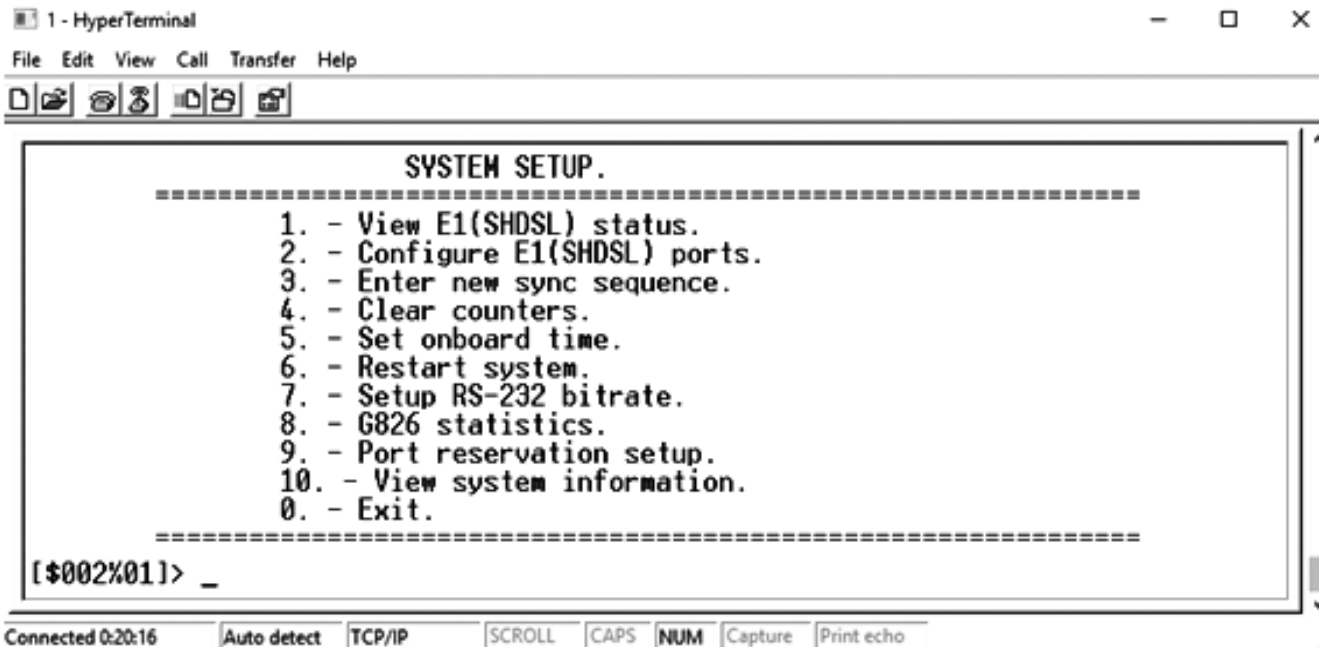 1 - HyperTerminal
File Edit View Call Transfer Help
SYSTEM SETUP.
===============================================================
1. - View E1(SHDSL) status.
2. - Configure E1(SHDSL) ports.
3. - Enter new sync sequence.
4. - Clear counters.
5. - Set onboard time.
6. - Restart system.
7. - Setup RS-232 bitrate.
8. - G826 statistics.
9. - Port reservation setup.
10. - View system information.
0. - Exit.
===============================================================
[$002%01]> _
Connected 0:20:16 Auto detect TCP/IP SCROLL CAPS NUM Capture Print echo